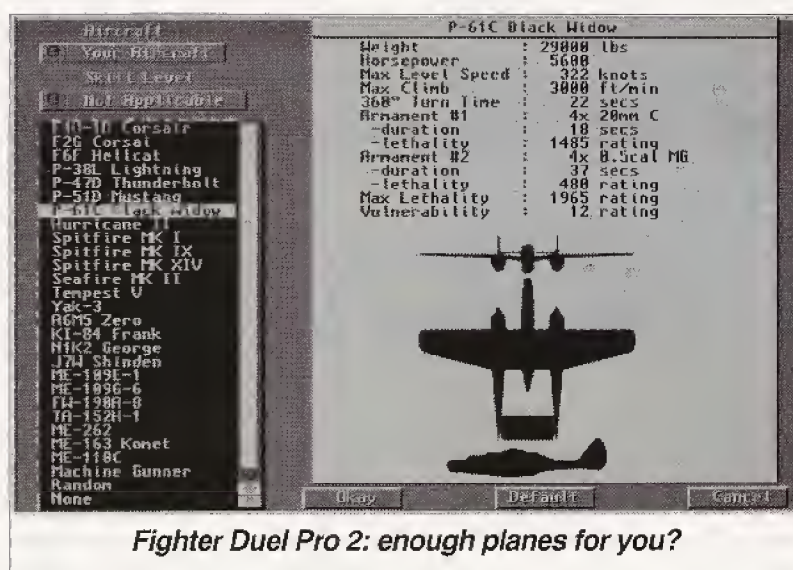 Aircraft
Your Aircraft
Skill Level
Not Applicable
F4U-1D Corsair
F2G Corsai
F6F Hellcat
P-38L Lightning
P-47D Thunderbolt
P-51D Mustang
P-61C Black Widow
Hurricane II
Spitfire MK I
Spitfire MK IX
Spitfire MK XIV
Seafire MK II
Tempest V
Yak-3
A6M5 Zero
KI-84 Frank
N1K2 George
J7W Shinden
ME-109E-1
ME-109G-6
FW-190A-8
TA-152H-1
ME-262
ME-163 Komet
ME-110C
Machine Gunner
Random
None
P-61C Black Widow
Weight : 29000 lbs
Horsepower : 5600
Max Level Speed : 322 knots
Max Climb : 3000 ft/min
360° Turn Time : 22 secs
Armament #1 : 4x 20mm C
-duration : 18 secs
-lethality : 1485 rating
Armament #2 : 4x 0.5cal MG
-duration : 37 secs
-lethality : 480 rating
Max Lethality : 1965 rating
Vulnerability : 12 rating
Okay Default Cancel
Fighter Duel Pro 2: enough planes for you?